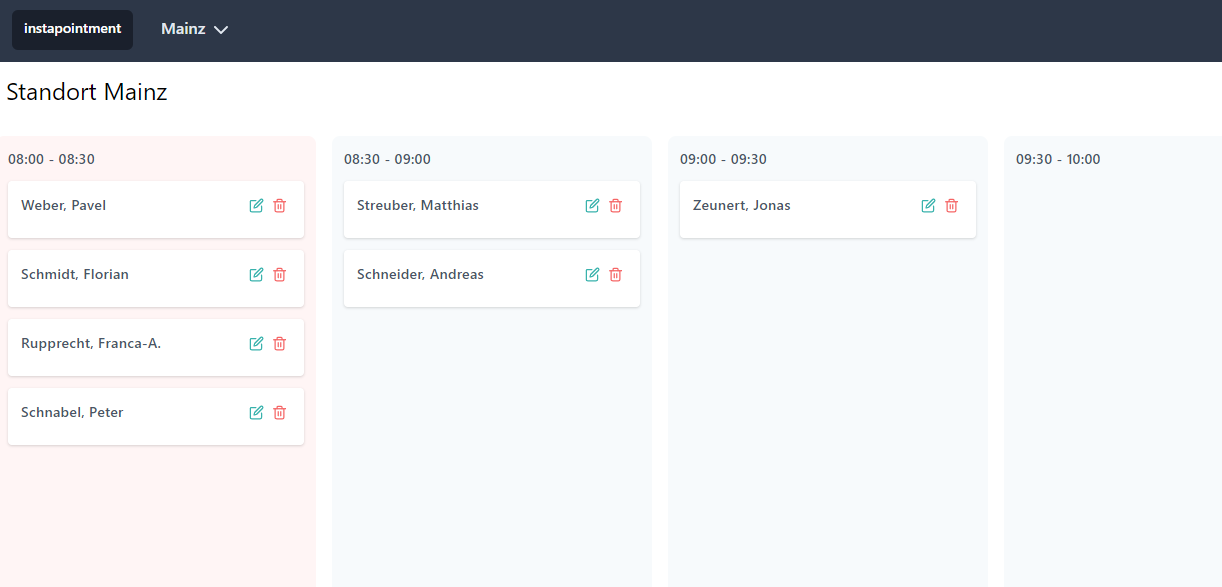 instapointment
Mainz
Standort Mainz
08:00 - 08:30
Weber, Pavel
Schmidt, Florian
Rupprecht, Franca-A.
Schnabel, Peter
08:30 - 09:00
Streuber, Matthias
Schneider, Andreas
09:00 - 09:30
Zeunert, Jonas
09:30 - 10:00